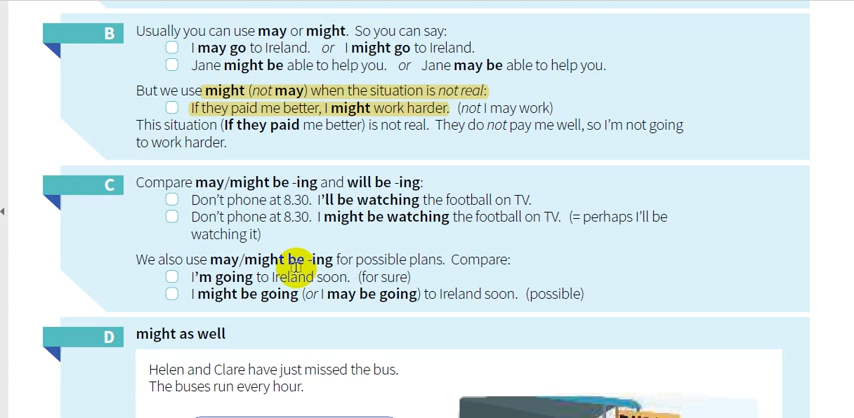 B
Usually you can use may or might. So you can say:
I may go to Ireland. or I might go to Ireland.
Jane might be able to help you. or Jane may be able to help you.
But we use might (not may) when the situation is not real:
If they paid me better, I might work harder. (not I may work)
This situation (If they paid me better) is not real. They do not pay me well, so I'm not going
to work harder.
C
Compare may/might be -ing and will be -ing:
Don't phone at 8.30. I'll be watching the football on TV.
Don't phone at 8.30. I might be watching the football on TV. (= perhaps I'll be
watching it)
We also use may/might be -ing for possible plans. Compare:
I'm going to Ireland soon. (for sure)
I might be going (or I may be going) to Ireland soon. (possible)
D
might as well
Helen and Clare have just missed the bus.
The buses run every hour.